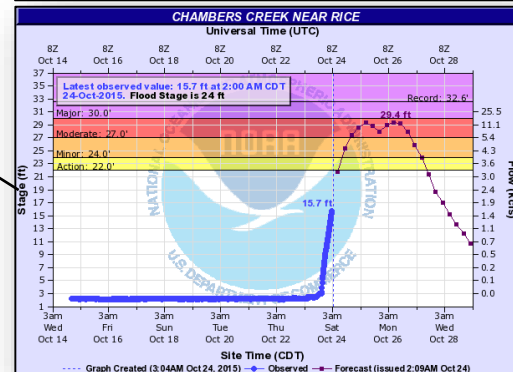 CHAMBERS CREEK NEAR RICE
Universal Time (UTC)
8Z 8Z 8Z 8Z 8Z 8Z 8Z 8Z
Oct 14 Oct 16 Oct 18 Oct 20 Oct 22 Oct 24 Oct 26 Oct 28
Latest observed value: 15.7 ft at 2:00 AM CDT
24-Oct-2015. Flood Stage is 24 ft
Record: 32.6'
Major: 30.0'
29.4 ft
Moderate: 27.0'
Minor: 24.0'
Action: 22.0'
15.7 ft
Stage (ft)
37
35
33
31
29
27
25
23
21
19
17
15
13
11
9
7
5
3
1
25.5
11.1
5.4
4.3
3.6
3.0
2.4
1.9
1.4
1.1
0.7
0.5
0.2
0.1
0.0
Flow (kcfs)
NOAA
NATIONAL OCEANIC AND ATMOSPHERIC ADMINISTRATION
U.S. DEPARTMENT OF COMMERCE
3am 3am 3am 3am 3am 3am 3am 3am
Wed Fri Sun Tue Thu Sat Mon Wed
Oct 14 Oct 16 Oct 18 Oct 20 Oct 22 Oct 24 Oct 26 Oct 28
Site Time (CDT)
Graph Created (3:04AM Oct 24, 2015) Observed Forecast (issued 2:09AM Oct 24)